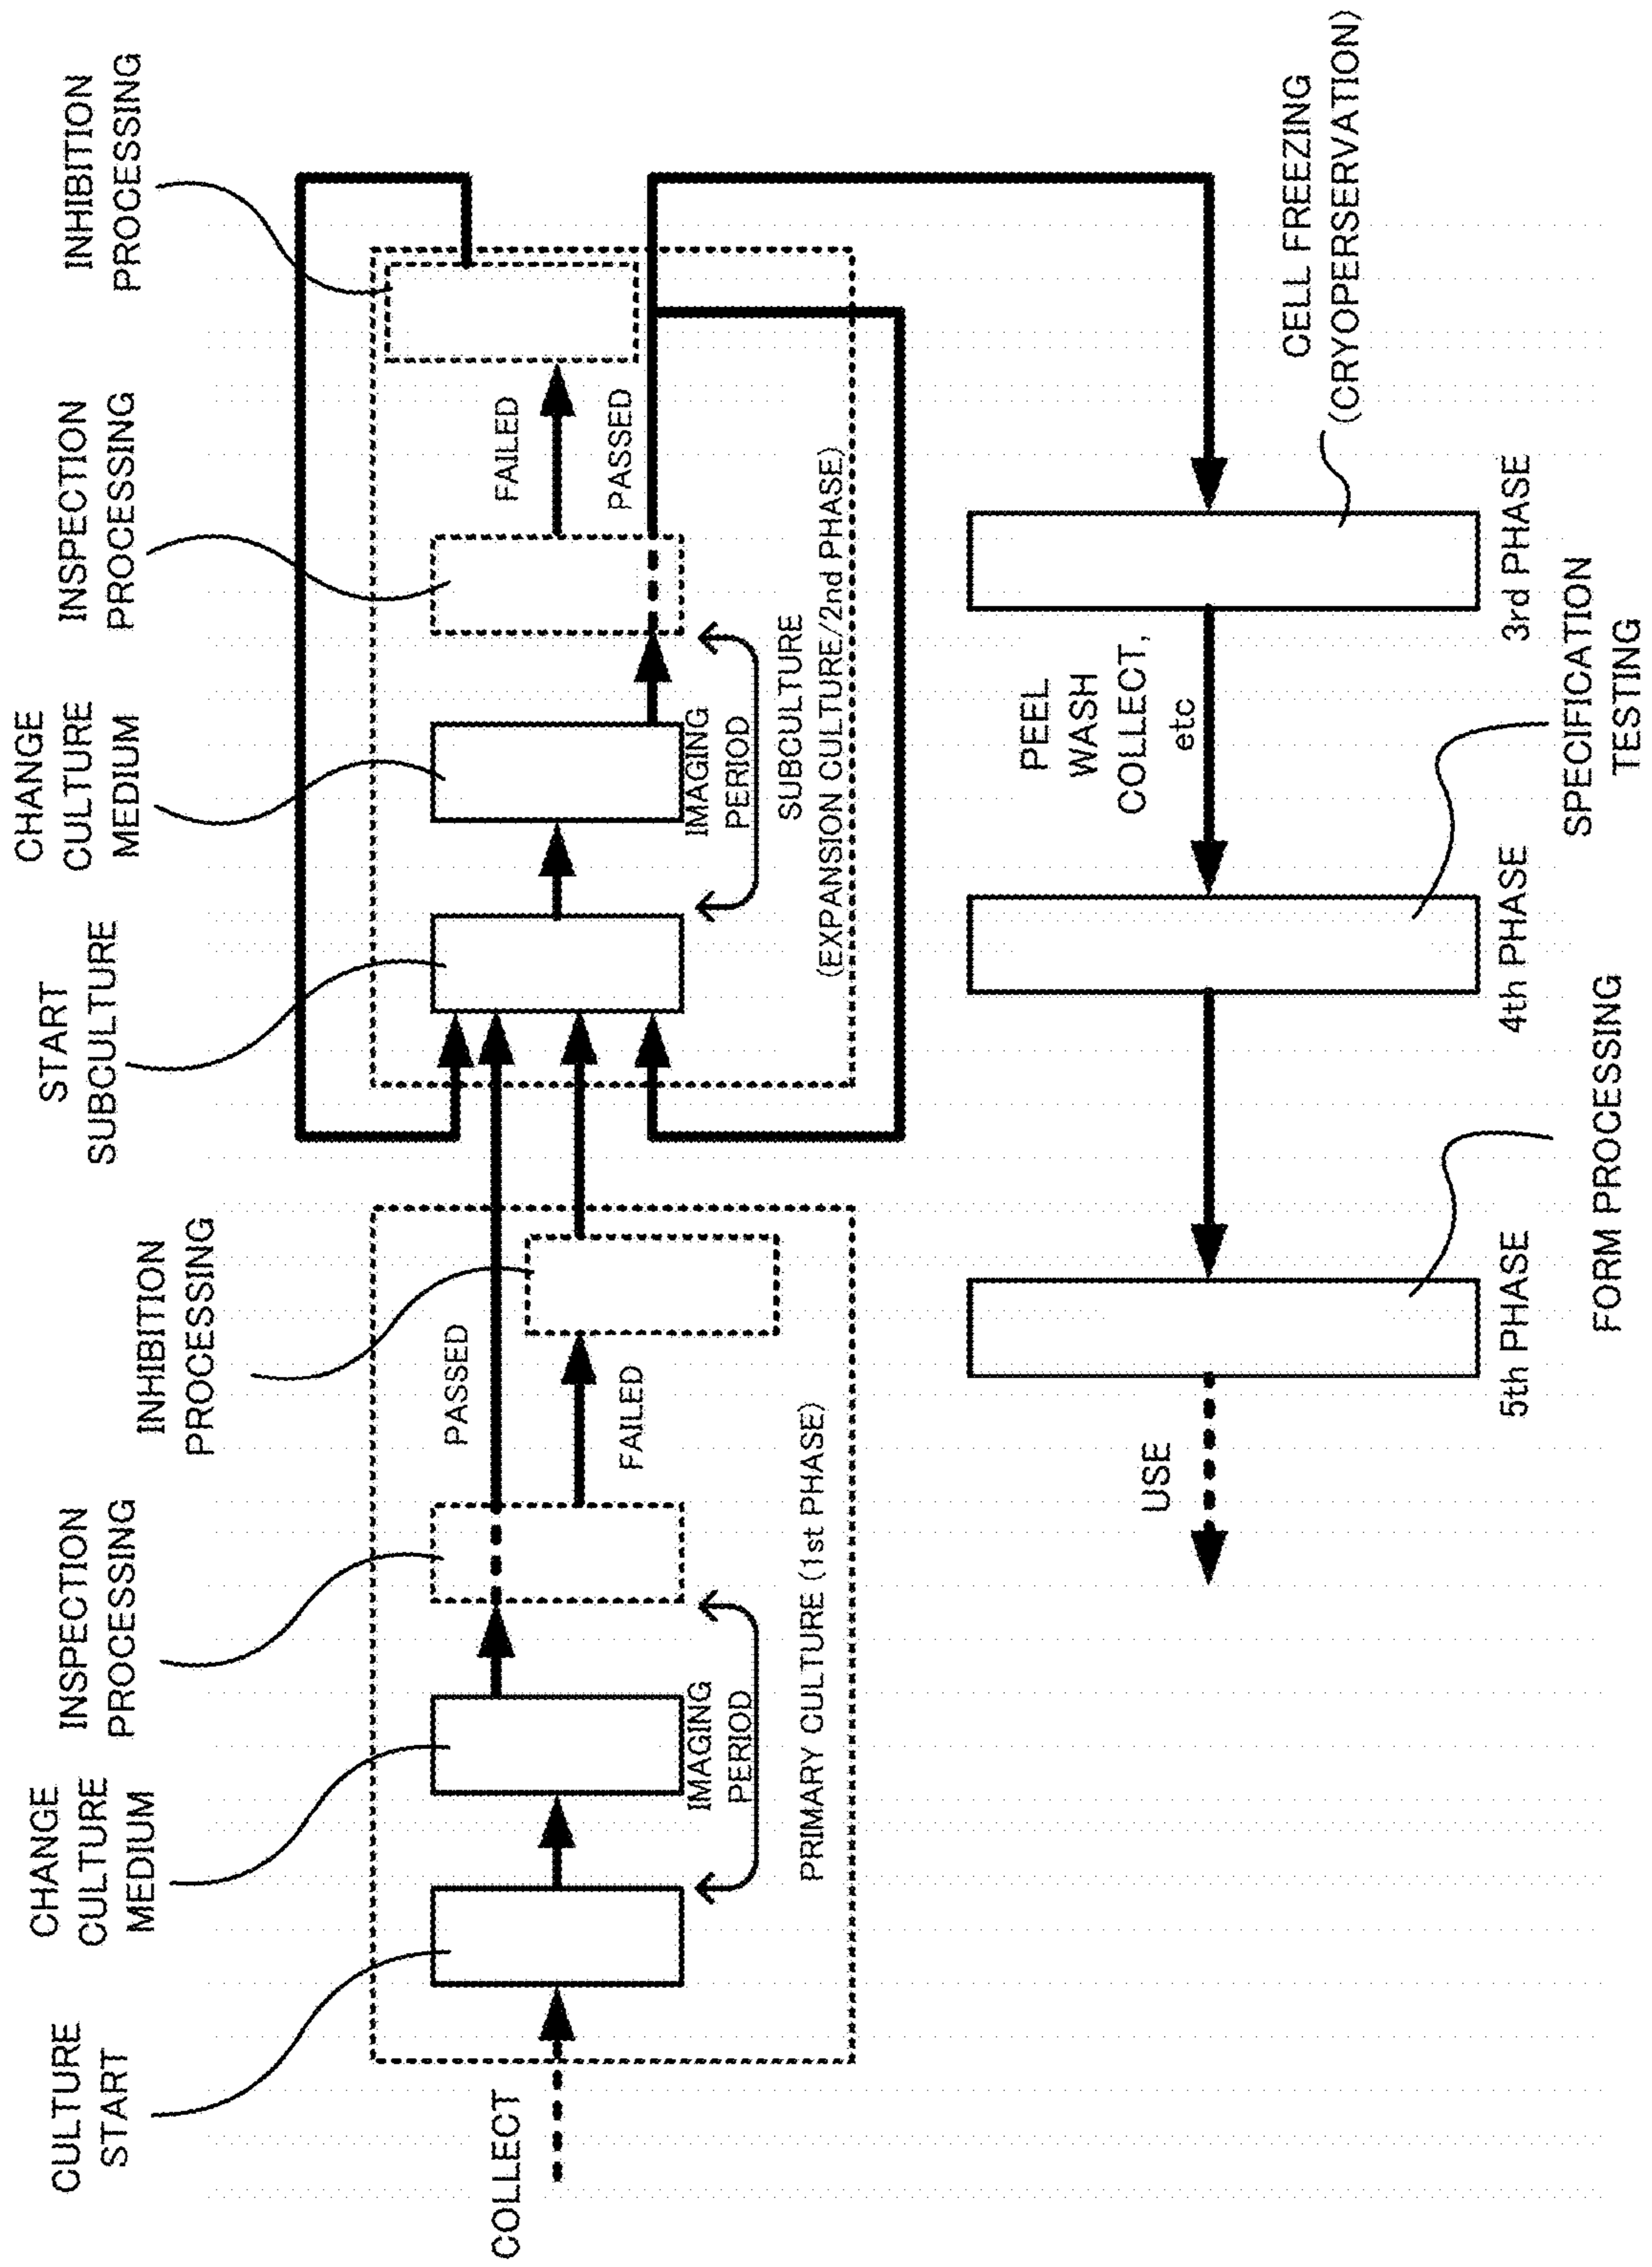 CULTURE
START
CHANGE
CULTURE
MEDIUM
INSPECTION
PROCESSING
INHIBITION
PROCESSING
START
SUBCULTURE
CHANGE
CULTURE
MEDIUM
INSPECTION
PROCESSING
INHIBITION
PROCESSING
COLLECT
PASSED
FAILED
IMAGING
PERIOD
PRIMARY CULTURE (1st PHASE)
FAILED
PASSED
IMAGING
PERIOD
SUBCULTURE
(EXPANSION CULTURE/2nd PHASE)
USE
5th PHASE
FORM PROCESSING
4th PHASE
SPECIFICATION
TESTING
PEEL
WASH
COLLECT,
etc
3rd PHASE
CELL FREEZING
(CRYOPERSERVATION)